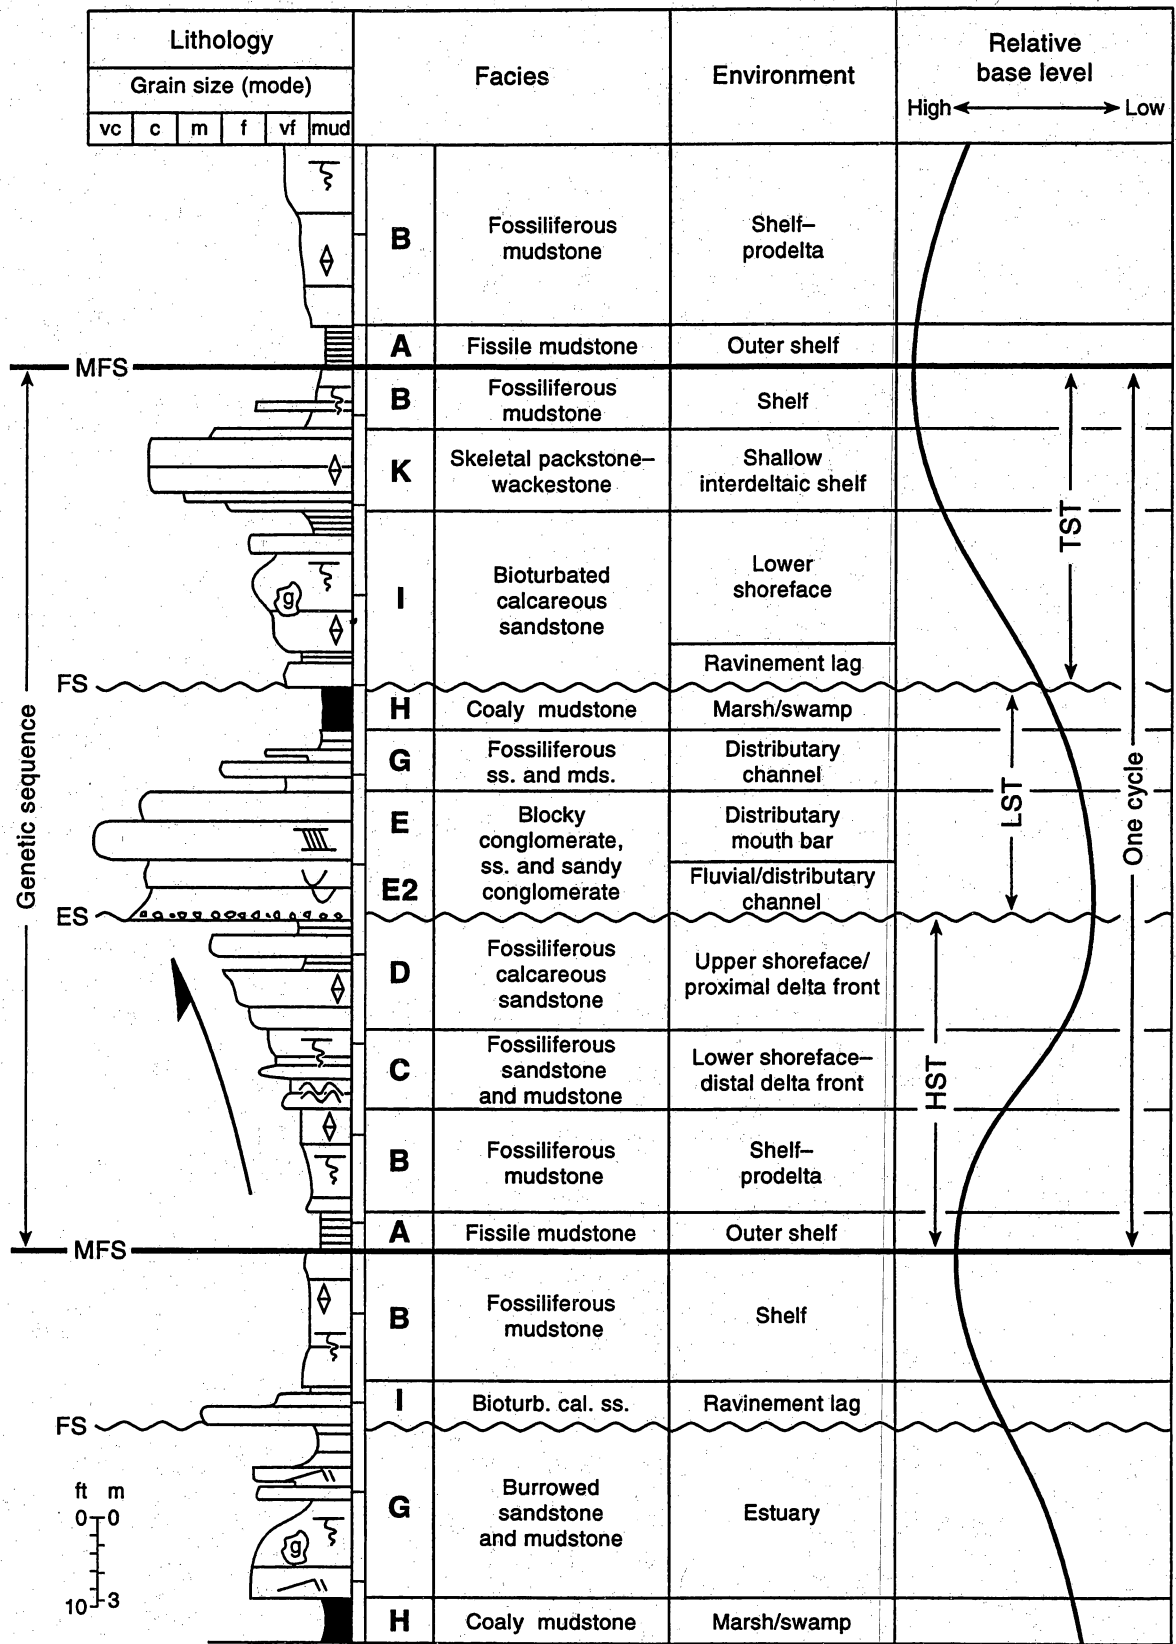 Lithology
Grain size (mode)
vc c m f vf mud
Facies
Environment
Relative
base level
High Low
B
Fossiliferous
mudstone
Shelf–
prodelta
A
Fissile mudstone
Outer shelf
MFS
B
Fossiliferous
mudstone
Shelf
K
Skeletal packstone–
wackestone
Shallow
interdeltaic shelf
I
g
Bioturbated
calcareous
sandstone
Lower
shoreface
Ravinement lag
TST
FS
H
Coaly mudstone
Marsh/swamp
G
Fossiliferous
ss. and mds.
Distributary
channel
E
E2
Blocky
conglomerate,
ss. and sandy
conglomerate
Distributary
mouth bar
Fluvial/distributary
channel
LST
One cycle
Genetic sequence
ES
D
Fossiliferous
calcareous
sandstone
Upper shoreface/
proximal delta front
C
Fossiliferous
sandstone
and mudstone
Lower shoreface–
distal delta front
HST
B
Fossiliferous
mudstone
Shelf–
prodelta
A
Fissile mudstone
Outer shelf
MFS
B
Fossiliferous
mudstone
Shelf
I
Bioturb. cal. ss.
Ravinement lag
FS
G
g
Burrowed
sandstone
and mudstone
Estuary
ft m
0 0
10 3
H
Coaly mudstone
Marsh/swamp